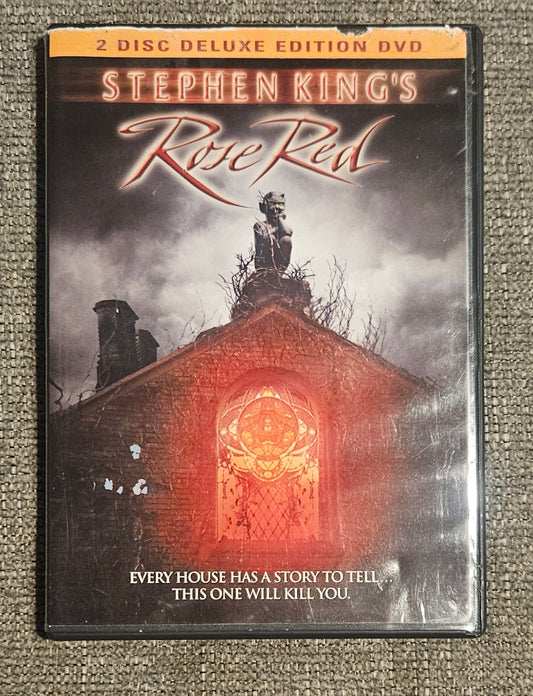 2 DISC DELUXE EDITION DVD
STEPHEN KING'S
Rose Red
EVERY HOUSE HAS A STORY TO TELL...
THIS ONE WILL KILL YOU.